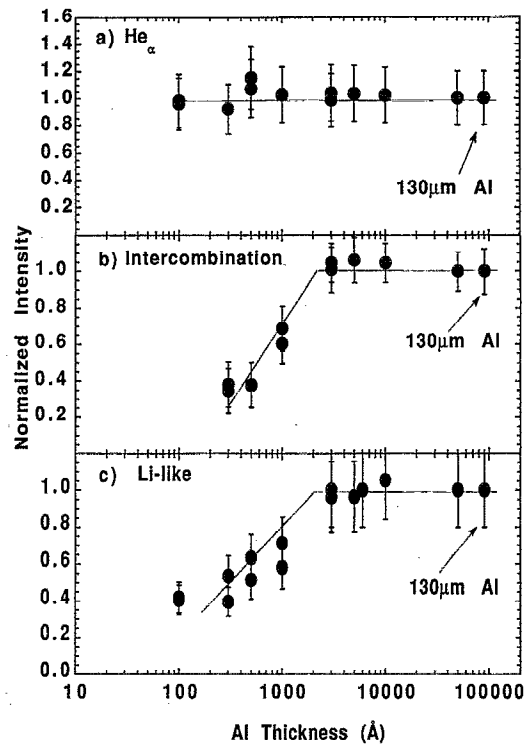 1.6
a) Heα
1.4
1.2
1.0
0.8
0.6
0.4
0.2
130µm Al
b) Intercombination
1.0
0.8
0.6
0.4
0.2
130µm Al
c) Li-like
1.0
0.8
0.6
0.4
0.2
0.0
130µm Al
10 100 1000 10000 100000
Al Thickness (Å)
Normalized Intensity